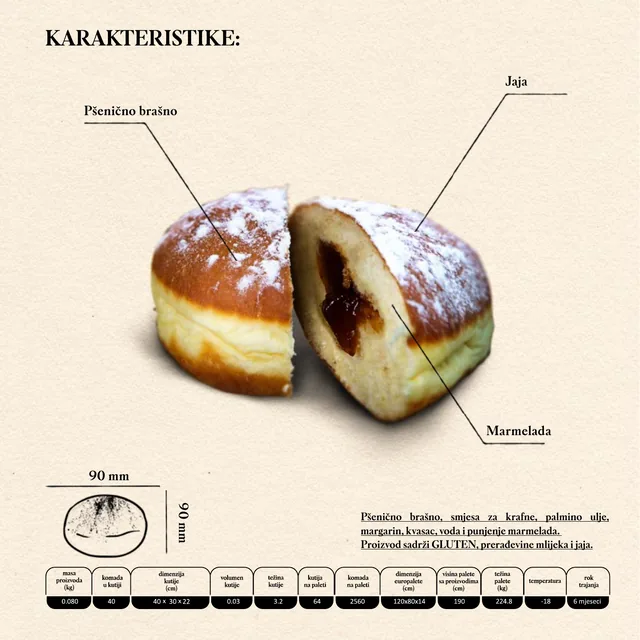 KARAKTERISTIKE:
Jaja
Pšenično brašno
Marmelada
90 mm
90 mm
Pšenično brašno, smjesa za krafne, palmino ulje,
margarin, kvasac, voda i punjenje marmelada.
Proizvod sadrži GLUTEN, prerađevine mlijeka i jaja.
masa proizvoda (kg)
komada u kutiji
dimenzija kutije (cm)
volumen kutije
težina kutije
kutija na paleti
komada na paleti
dimenzija europalete (cm)
visina palete sa proizvodima (cm)
težina palete (kg)
temperatura
rok trajanja
0.080 40 40 x 30 x 22 0.03 3.2 64 2560 120x80x14 190 224.8 -18 6 mjeseci